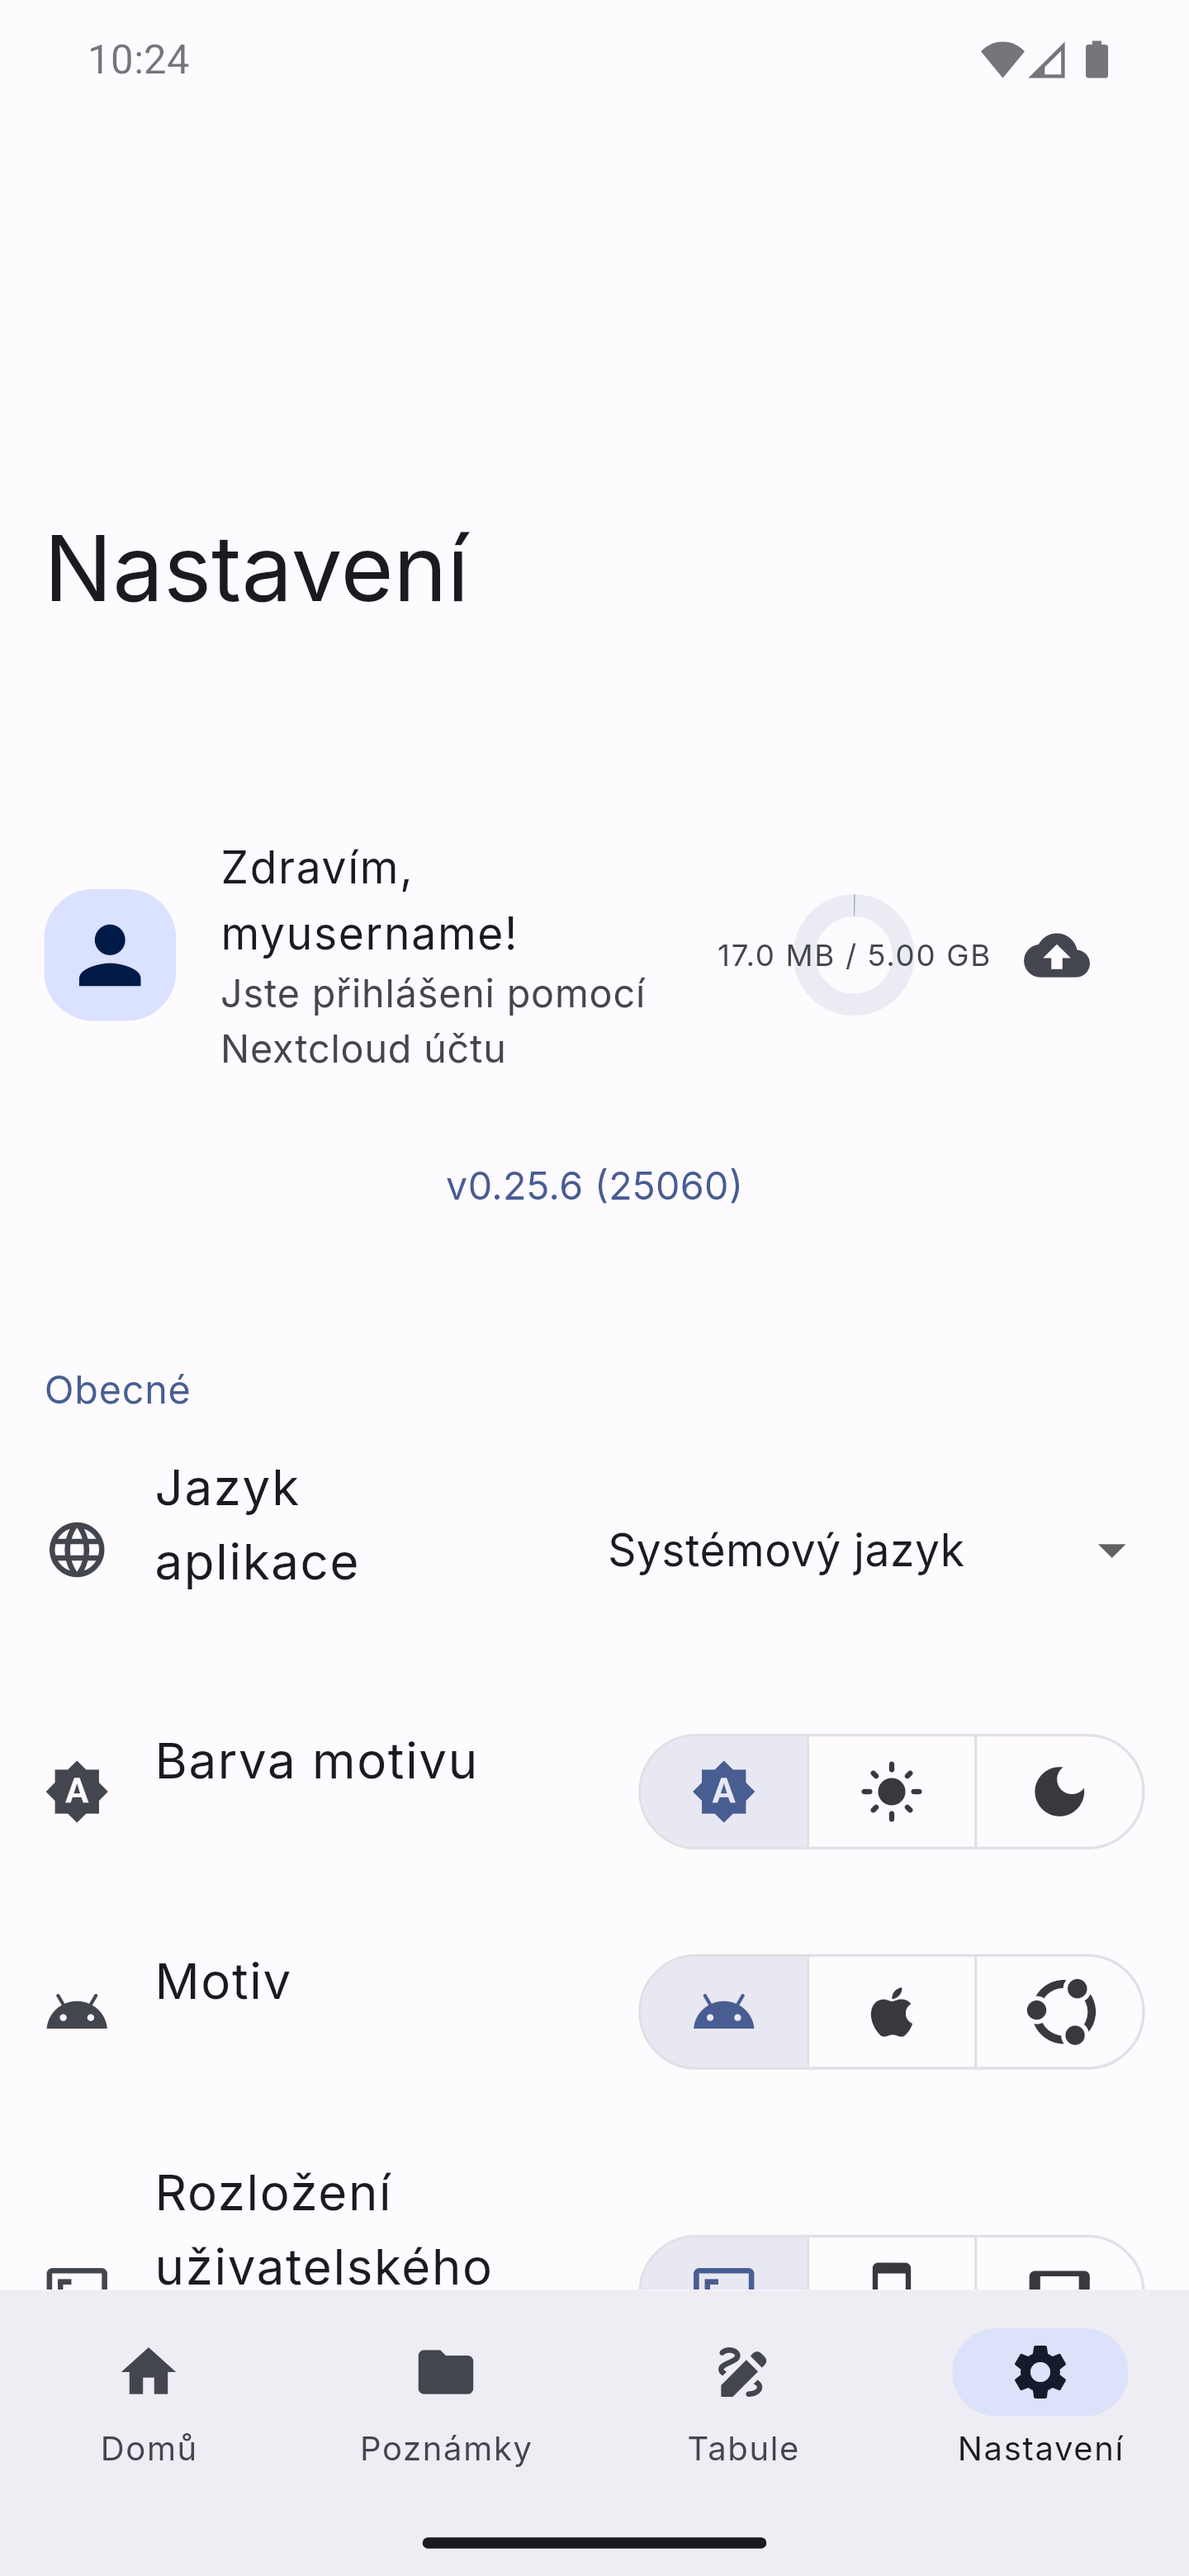 10:24
Nastavení
Zdravím,
myusername!
Jste přihlášeni pomocí
Nextcloud účtu
17.0 MB / 5.00 GB
v0.25.6 (25060)
Obecné
Jazyk
aplikace
Systémový jazyk
Barva motivu
Motiv
Rozložení
uživatelského
Domů
Poznámky
Tabule
Nastavení